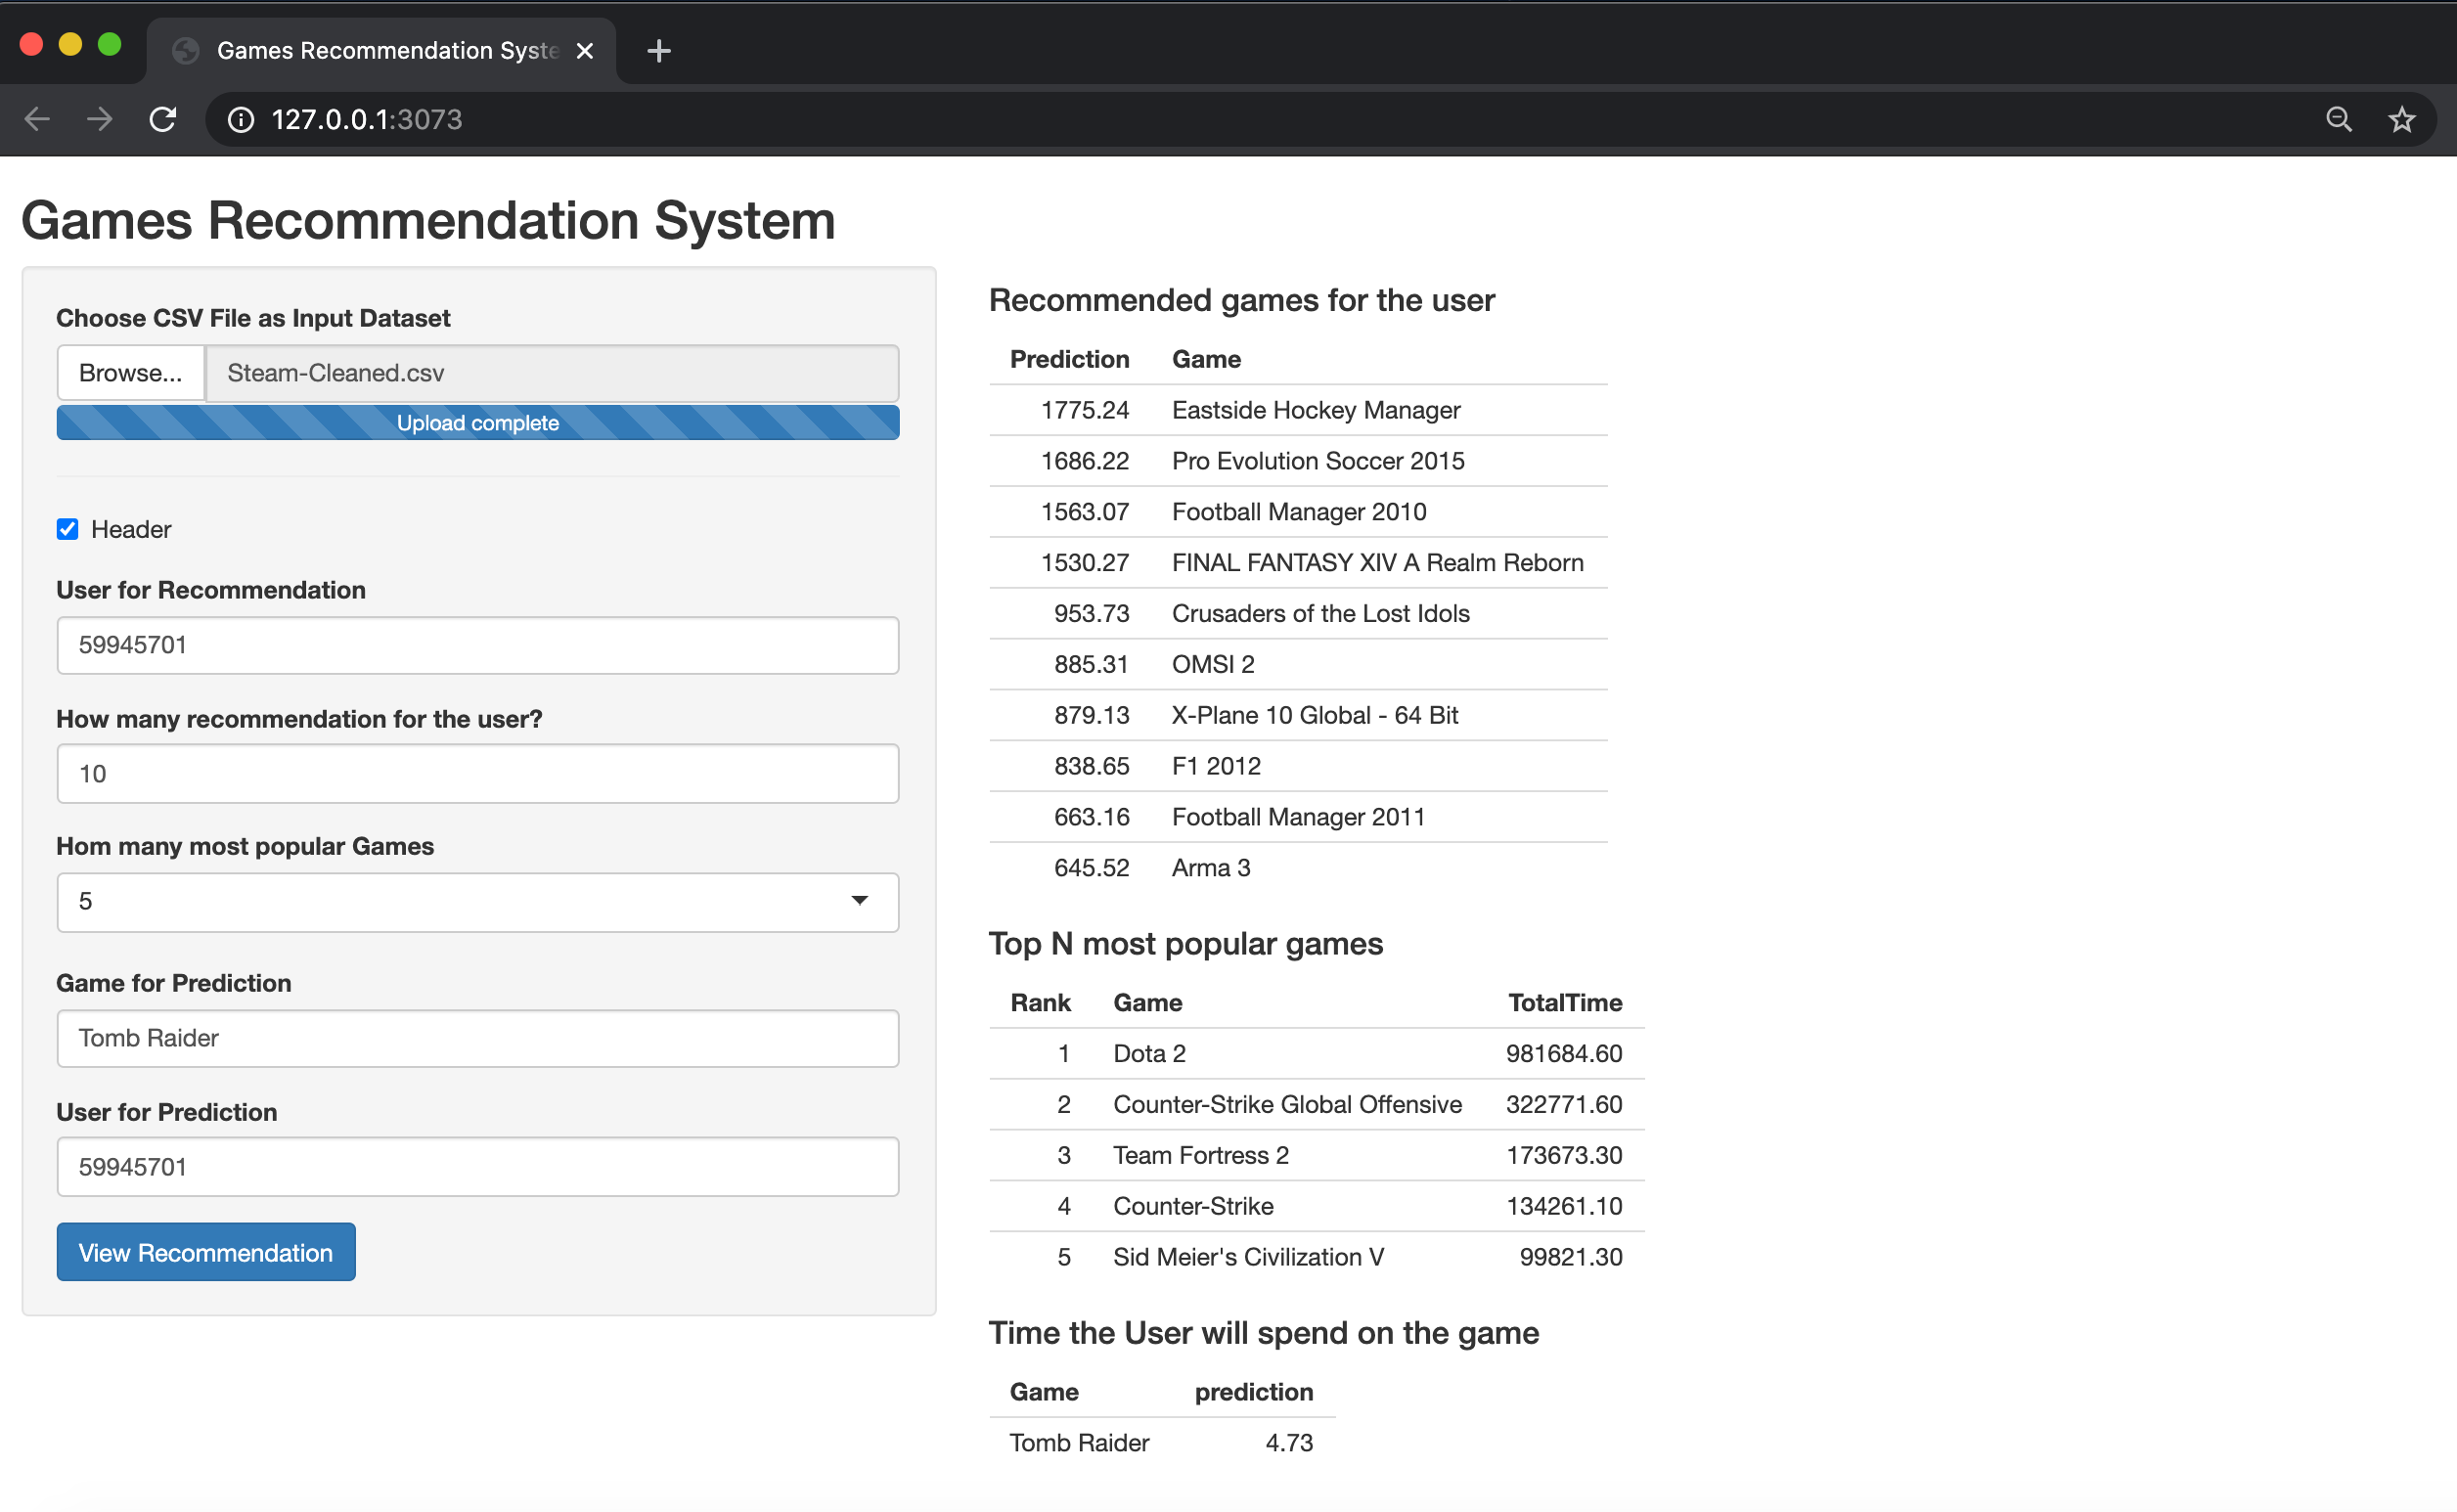 Games Recommendation Syste
127.0.0.1:3073
Games Recommendation System
Choose CSV File as Input Dataset
Browse... Steam-Cleaned.csv
Upload complete
Header
User for Recommendation
59945701
How many recommendation for the user?
10
Hom many most popular Games
5
Game for Prediction
Tomb Raider
User for Prediction
59945701
View Recommendation
Recommended games for the user
Prediction Game
1775.24 Eastside Hockey Manager
1686.22 Pro Evolution Soccer 2015
1563.07 Football Manager 2010
1530.27 FINAL FANTASY XIV A Realm Reborn
953.73 Crusaders of the Lost Idols
885.31 OMSI 2
879.13 X-Plane 10 Global - 64 Bit
838.65 F1 2012
663.16 Football Manager 2011
645.52 Arma 3
Top N most popular games
Rank Game TotalTime
1 Dota 2 981684.60
2 Counter-Strike Global Offensive 322771.60
3 Team Fortress 2 173673.30
4 Counter-Strike 134261.10
5 Sid Meier's Civilization V 99821.30
Time the User will spend on the game
Game prediction
Tomb Raider 4.73